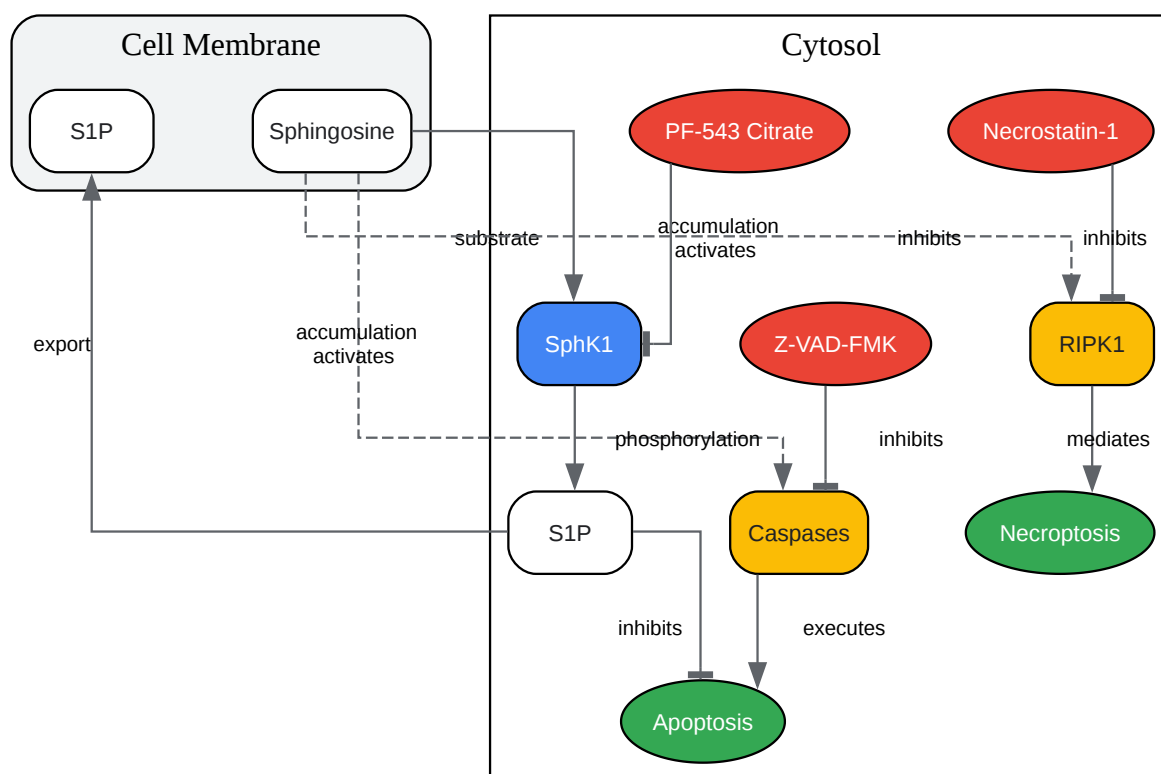 Cell Membrane
Cytosol
S1P
Sphingosine
PF-543 Citrate
Necrostatin-1
substrate
accumulation
activates
inhibits
inhibits
export
accumulation
activates
SphK1
Z-VAD-FMK
RIPK1
phosphorylation
inhibits
mediates
S1P
Caspases
Necroptosis
inhibits
executes
Apoptosis